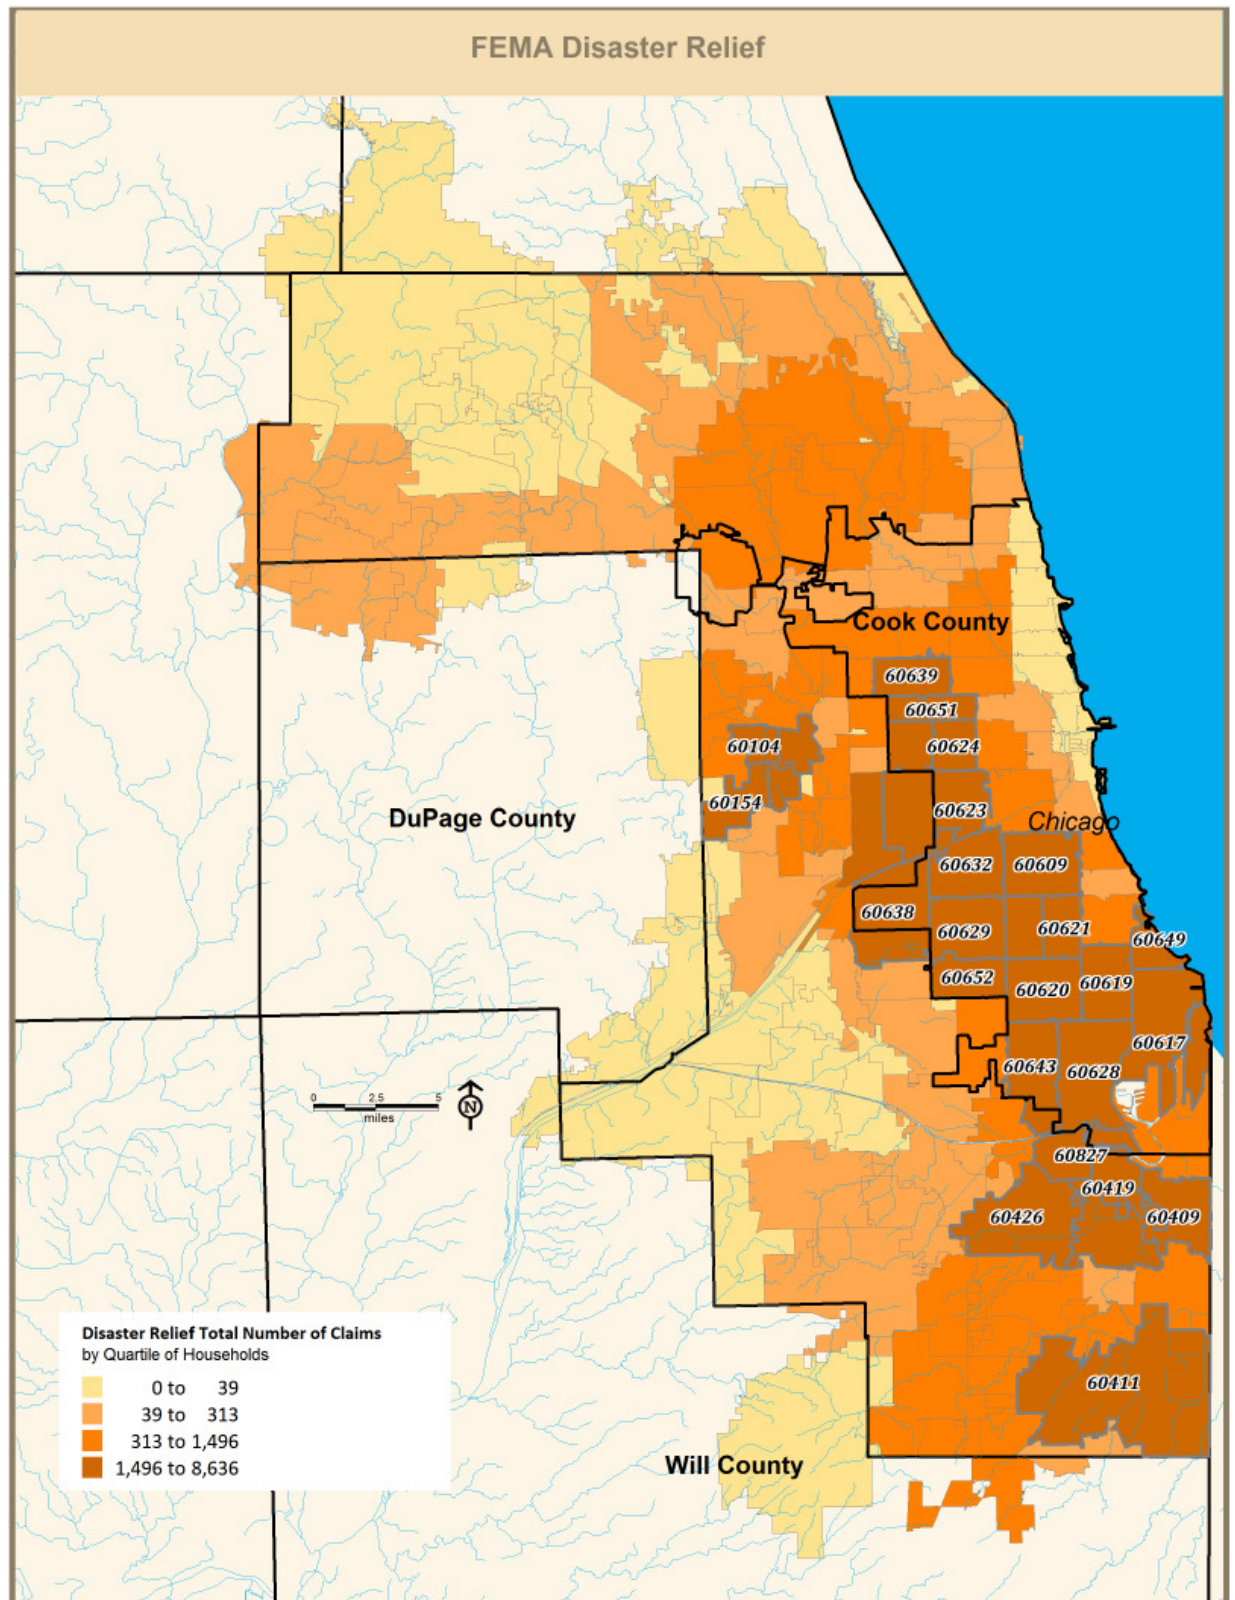 FEMA Disaster Relief
Cook County
60639
60651
60104
60624
60154
60623
DuPage County
Chicago
60632
60609
60638
60629
60621
60649
60652
60620
60619
60617
60643
60628
0 2.5 5
miles
N
60827
60419
60426
60409
Disaster Relief Total Number of Claims
by Quartile of Households
0 to 39
39 to 313
313 to 1,496
1,496 to 8,636
60411
Will County